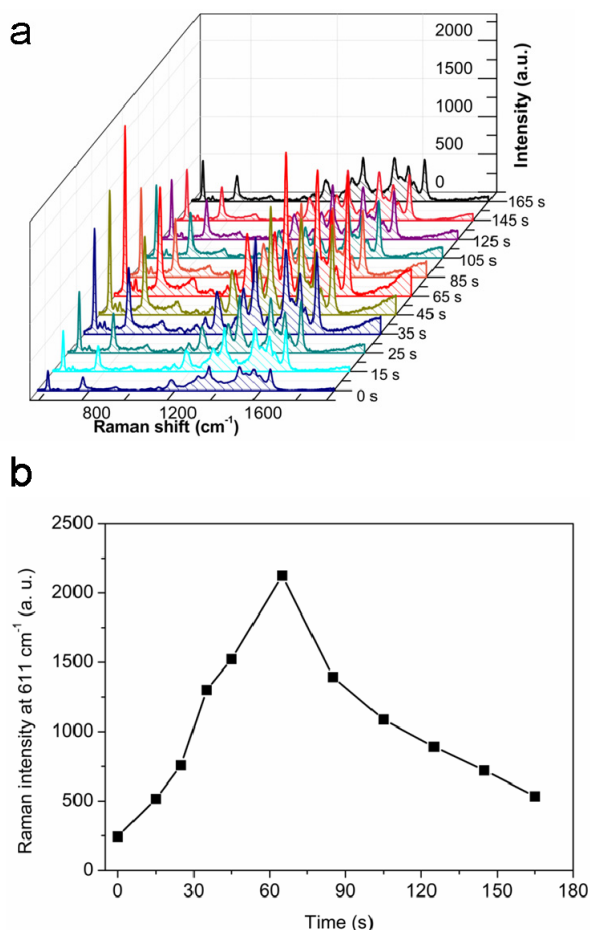 a
2000
1500
1000
500
0
Intensity (a.u.)
165 s
145 s
125 s
105 s
85 s
65 s
45 s
35 s
25 s
15 s
0 s
800 1200 1600
Raman shift (cm⁻¹)
b
2500
2000
1500
1000
500
0
Raman intensity at 611 cm⁻¹ (a. u.)
0 30 60 90 120 150 180
Time (s)